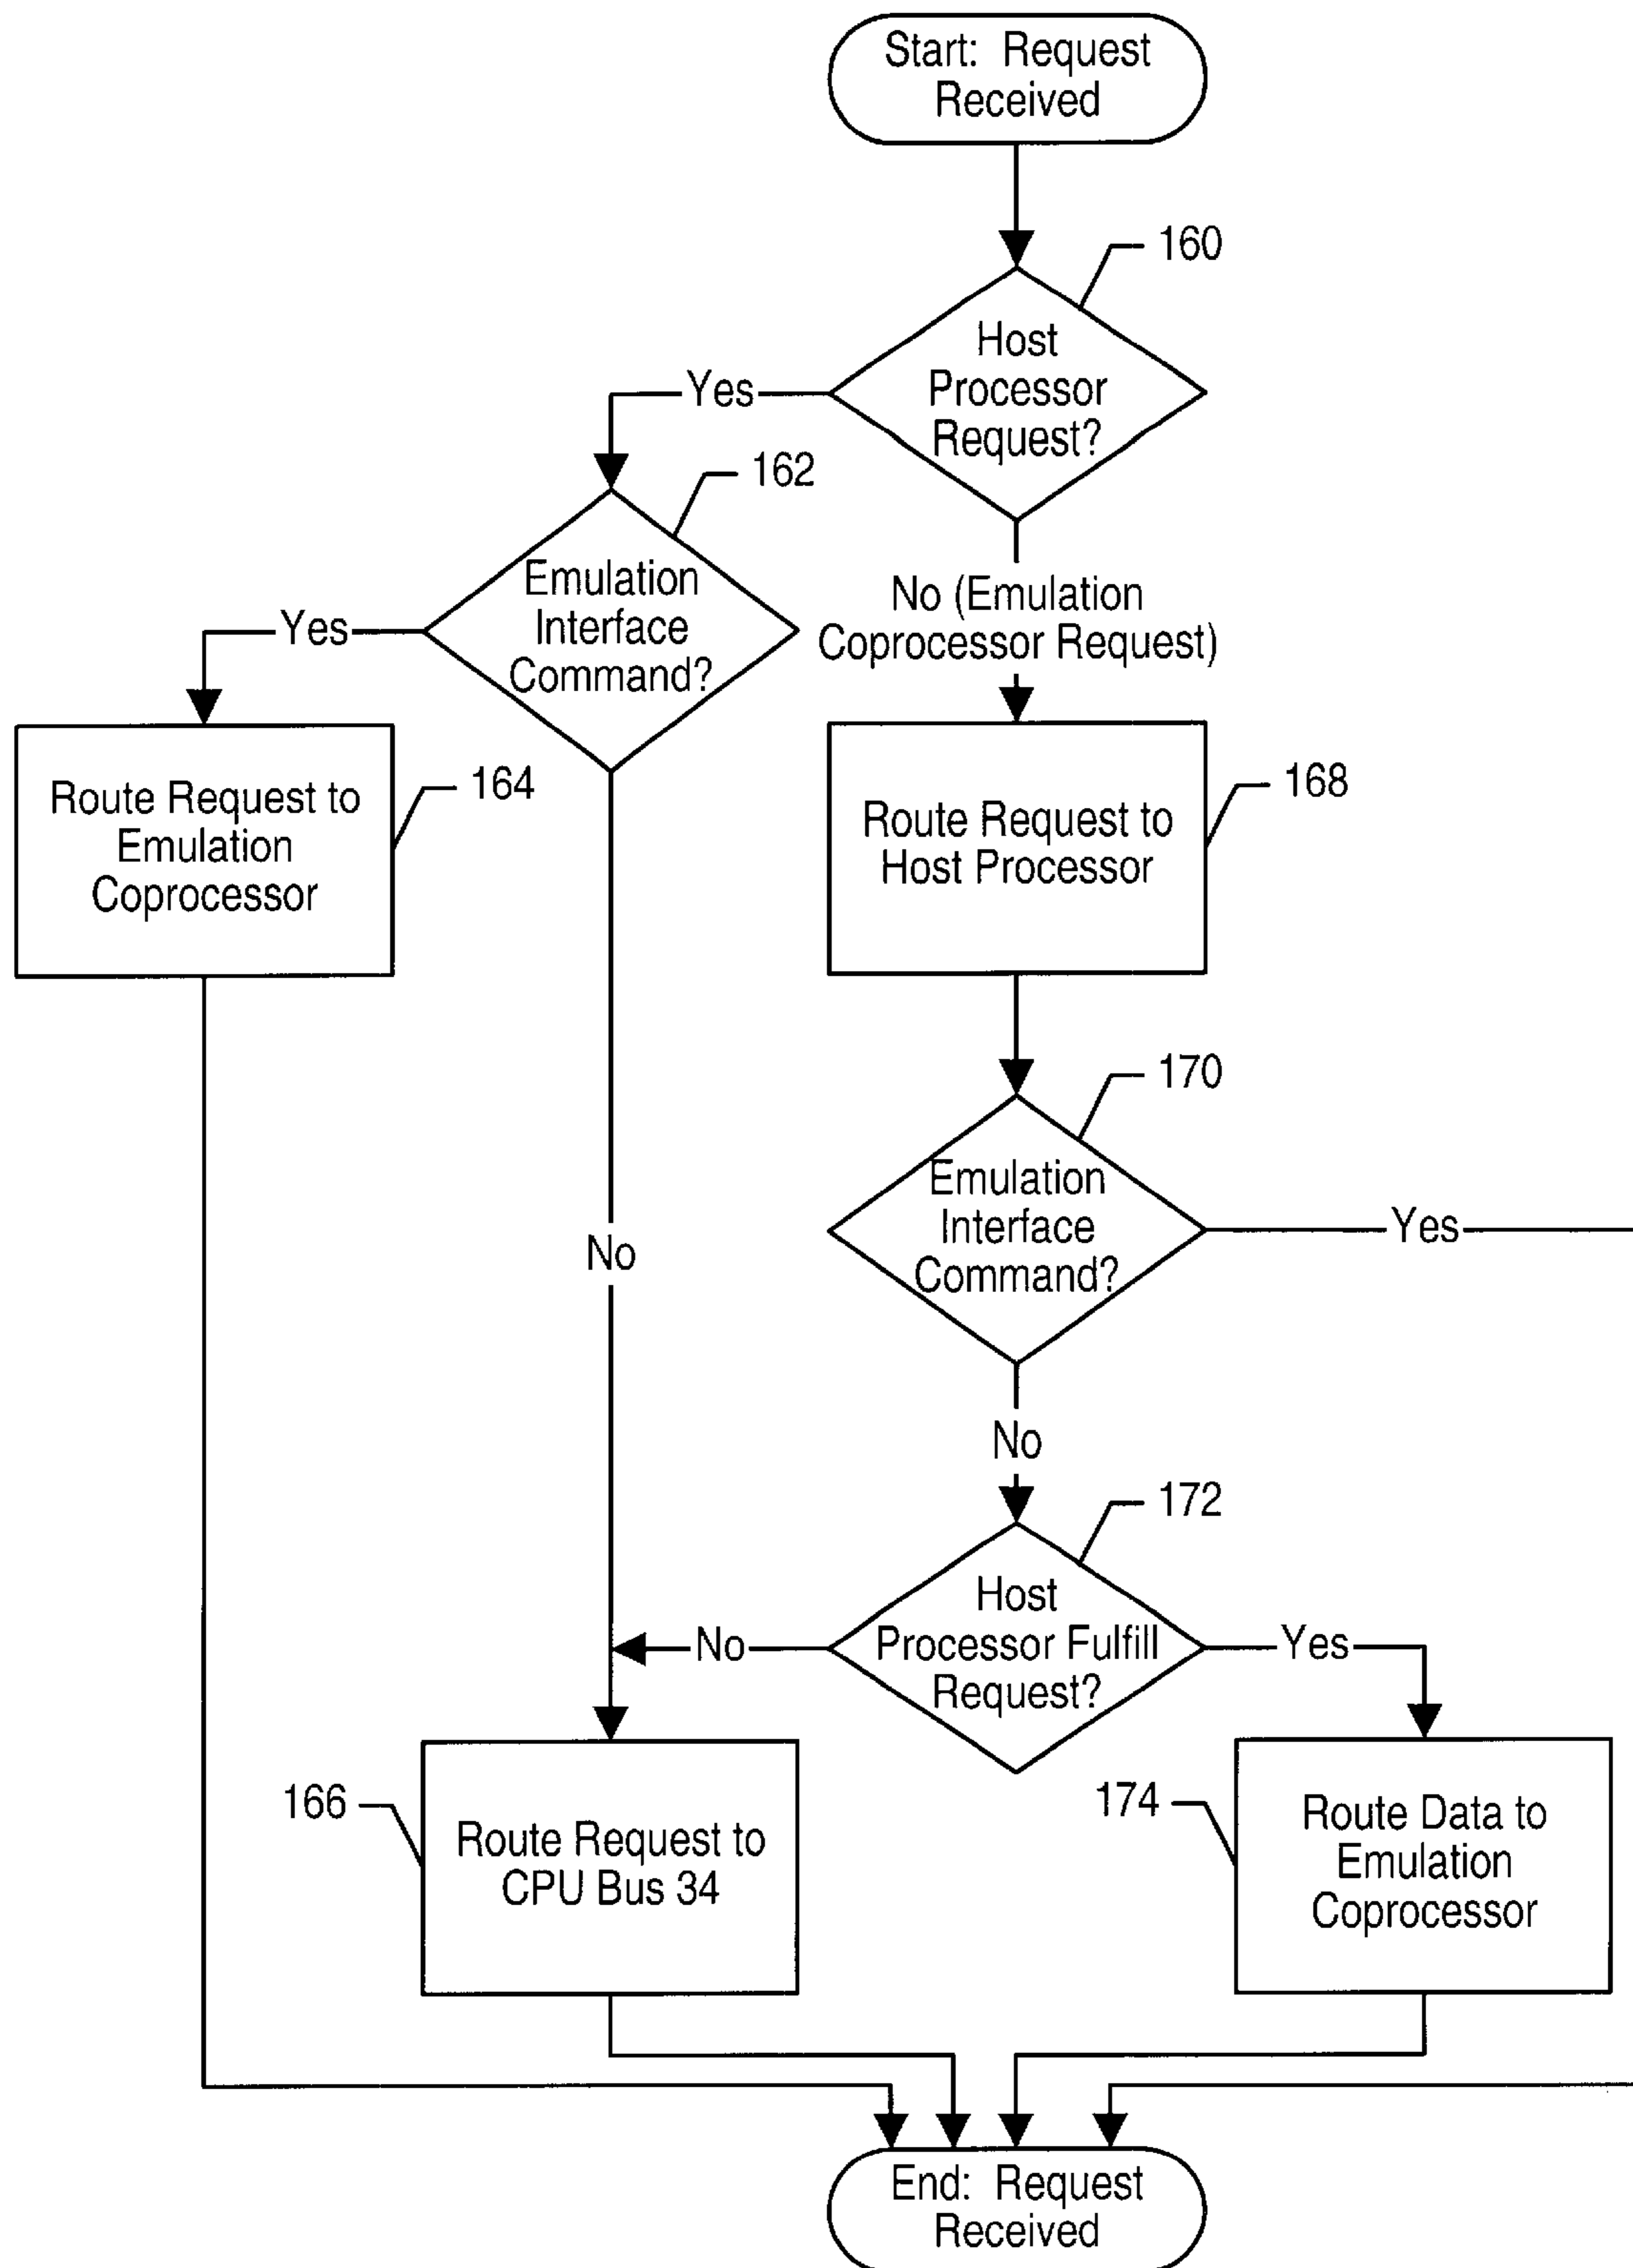 Start: Request
Received
160
Host
Processor
Request?
Yes
162
Emulation
Interface
Command?
Yes
No (Emulation
Coprocessor Request)
Route Request to
Emulation
Coprocessor
164
Route Request to
Host Processor
168
170
Emulation
Interface
Command?
Yes
No
No
172
Host
Processor Fulfill
Request?
No
Yes
166
Route Request to
CPU Bus 34
174
Route Data to
Emulation
Coprocessor
End: Request
Received